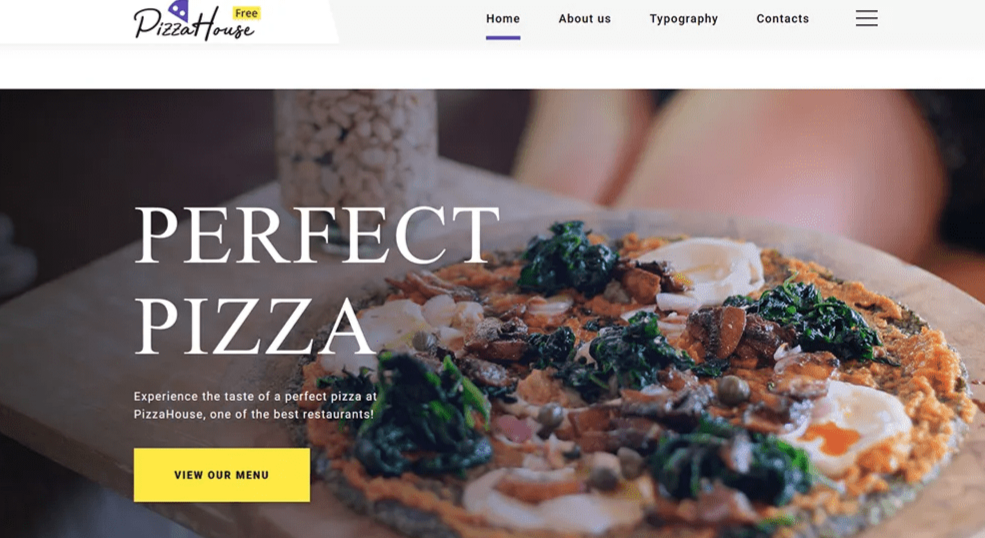 PizzaHouse Free
Home About us Typography Contacts
PERFECT
PIZZA
Experience the taste of a perfect pizza at
PizzaHouse, one of the best restaurants!
VIEW OUR MENU